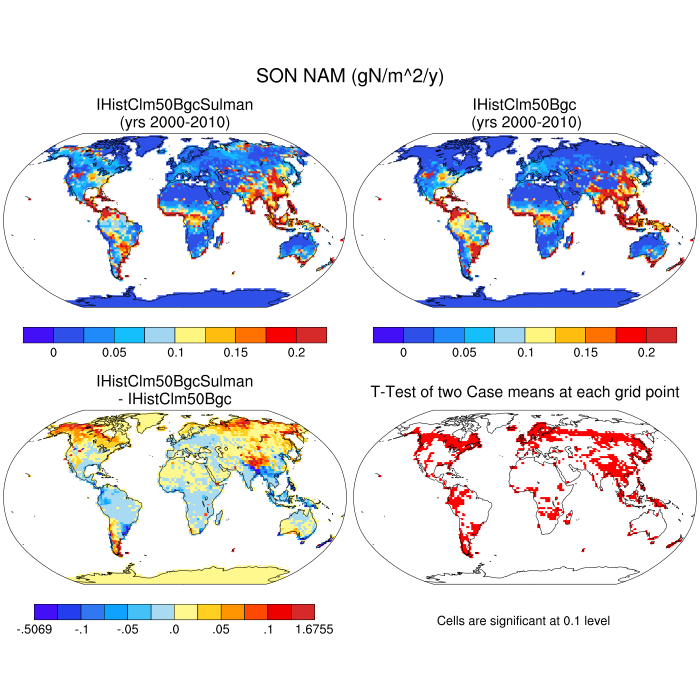 SON NAM (gN/m^2/y)
IHistClm50BgcSulman
(yrs 2000-2010)
IHistClm50Bgc
(yrs 2000-2010)
0 0.05 0.1 0.15 0.2
0 0.05 0.1 0.15 0.2
IHistClm50BgcSulman
- IHistClm50Bgc
T-Test of two Case means at each grid point
-.5069 -.1 -.05 .0 .05 .1 1.6755
Cells are significant at 0.1 level